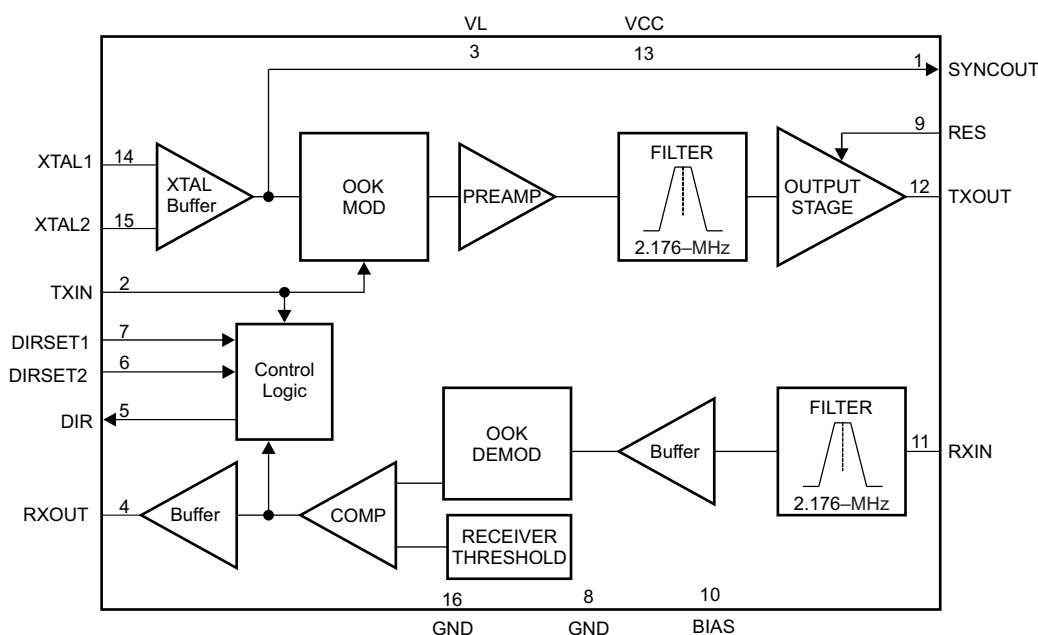 VL VCC
3 13
1 SYNCOUT
9 RES
XTAL1 14
XTAL
Buffer
OOK
MOD
PREAMP
FILTER
2.176–MHz
OUTPUT
STAGE
12 TXOUT
XTAL2 15
TXIN 2
DIRSET1 7
DIRSET2 6
DIR 5
Control
Logic
OOK
DEMOD
Buffer
FILTER
2.176–MHz
11 RXIN
RXOUT 4
Buffer
COMP
RECEIVER
THRESHOLD
16 8 10
GND GND BIAS